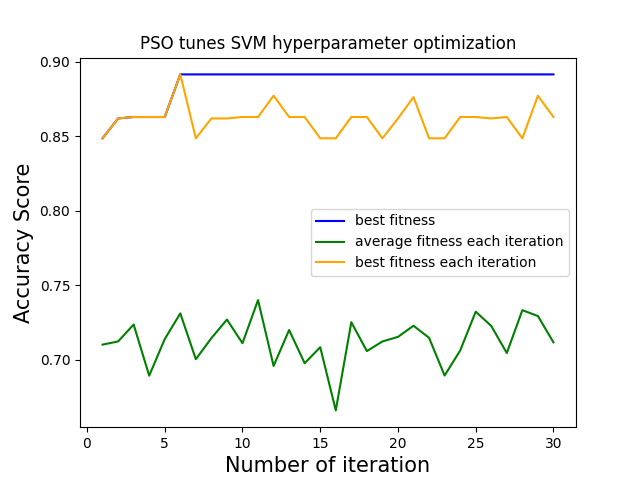 PSO tunes SVM hyperparameter optimization
Accuracy Score
0.90
0.85
0.80
0.75
0.70
best fitness
average fitness each iteration
best fitness each iteration
0 5 10 15 20 25 30
Number of iteration